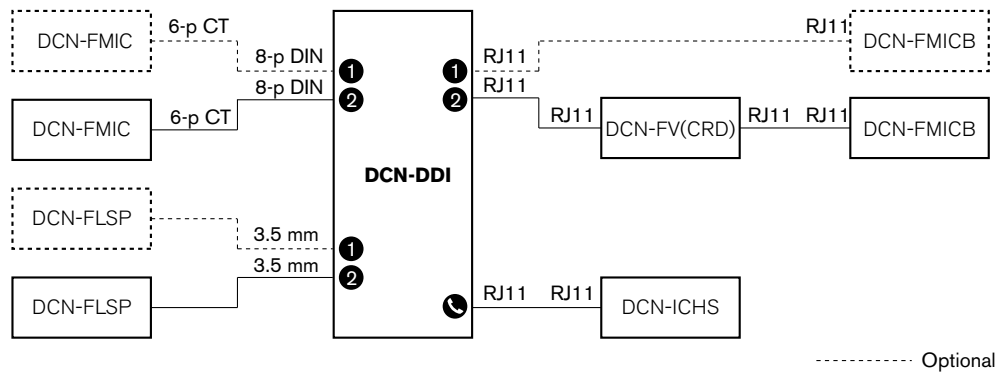 DCN-FMIC
6-p CT
8-p DIN
1
DCN-FMIC
6-p CT
8-p DIN
2
DCN-DDI
DCN-FLSP
3.5 mm
1
DCN-FLSP
3.5 mm
2
1
RJ11
RJ11
DCN-FMICB
2
RJ11
RJ11
DCN-FV(CRD)
RJ11
RJ11
DCN-FMICB
RJ11
RJ11
DCN-ICHS
Optional